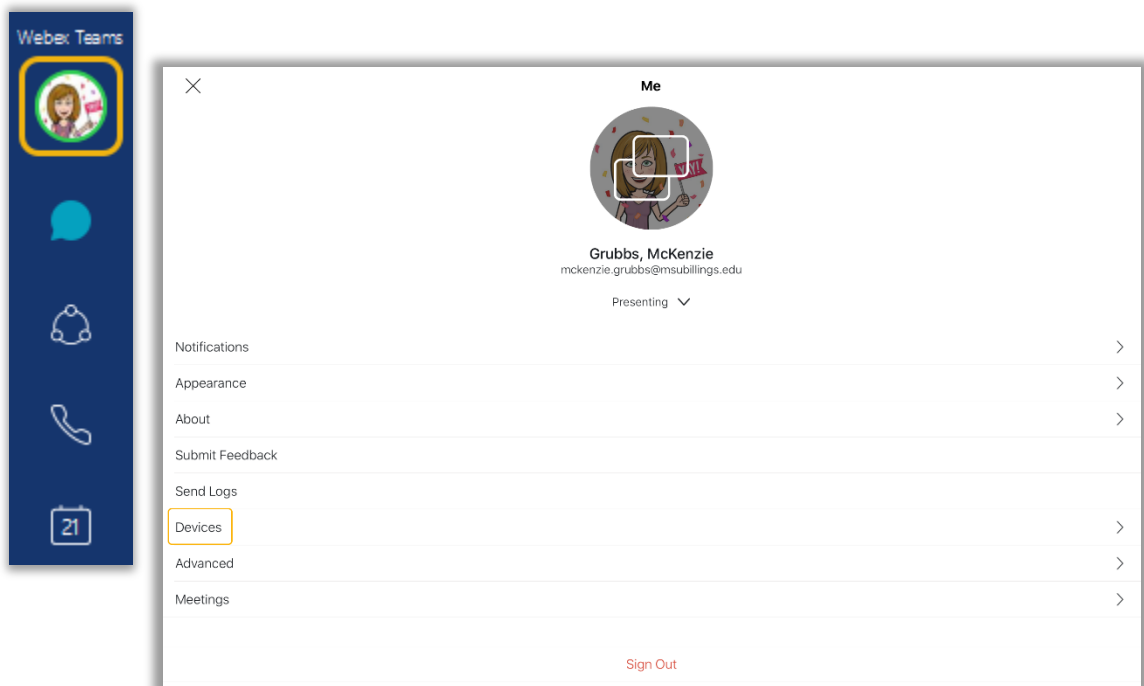 Webex Teams
21
Me
YAY!
Grubbs, McKenzie
mckenzie.grubbs@msubillings.edu
Presenting
Notifications
Appearance
About
Submit Feedback
Send Logs
Devices
Advanced
Meetings
Sign Out